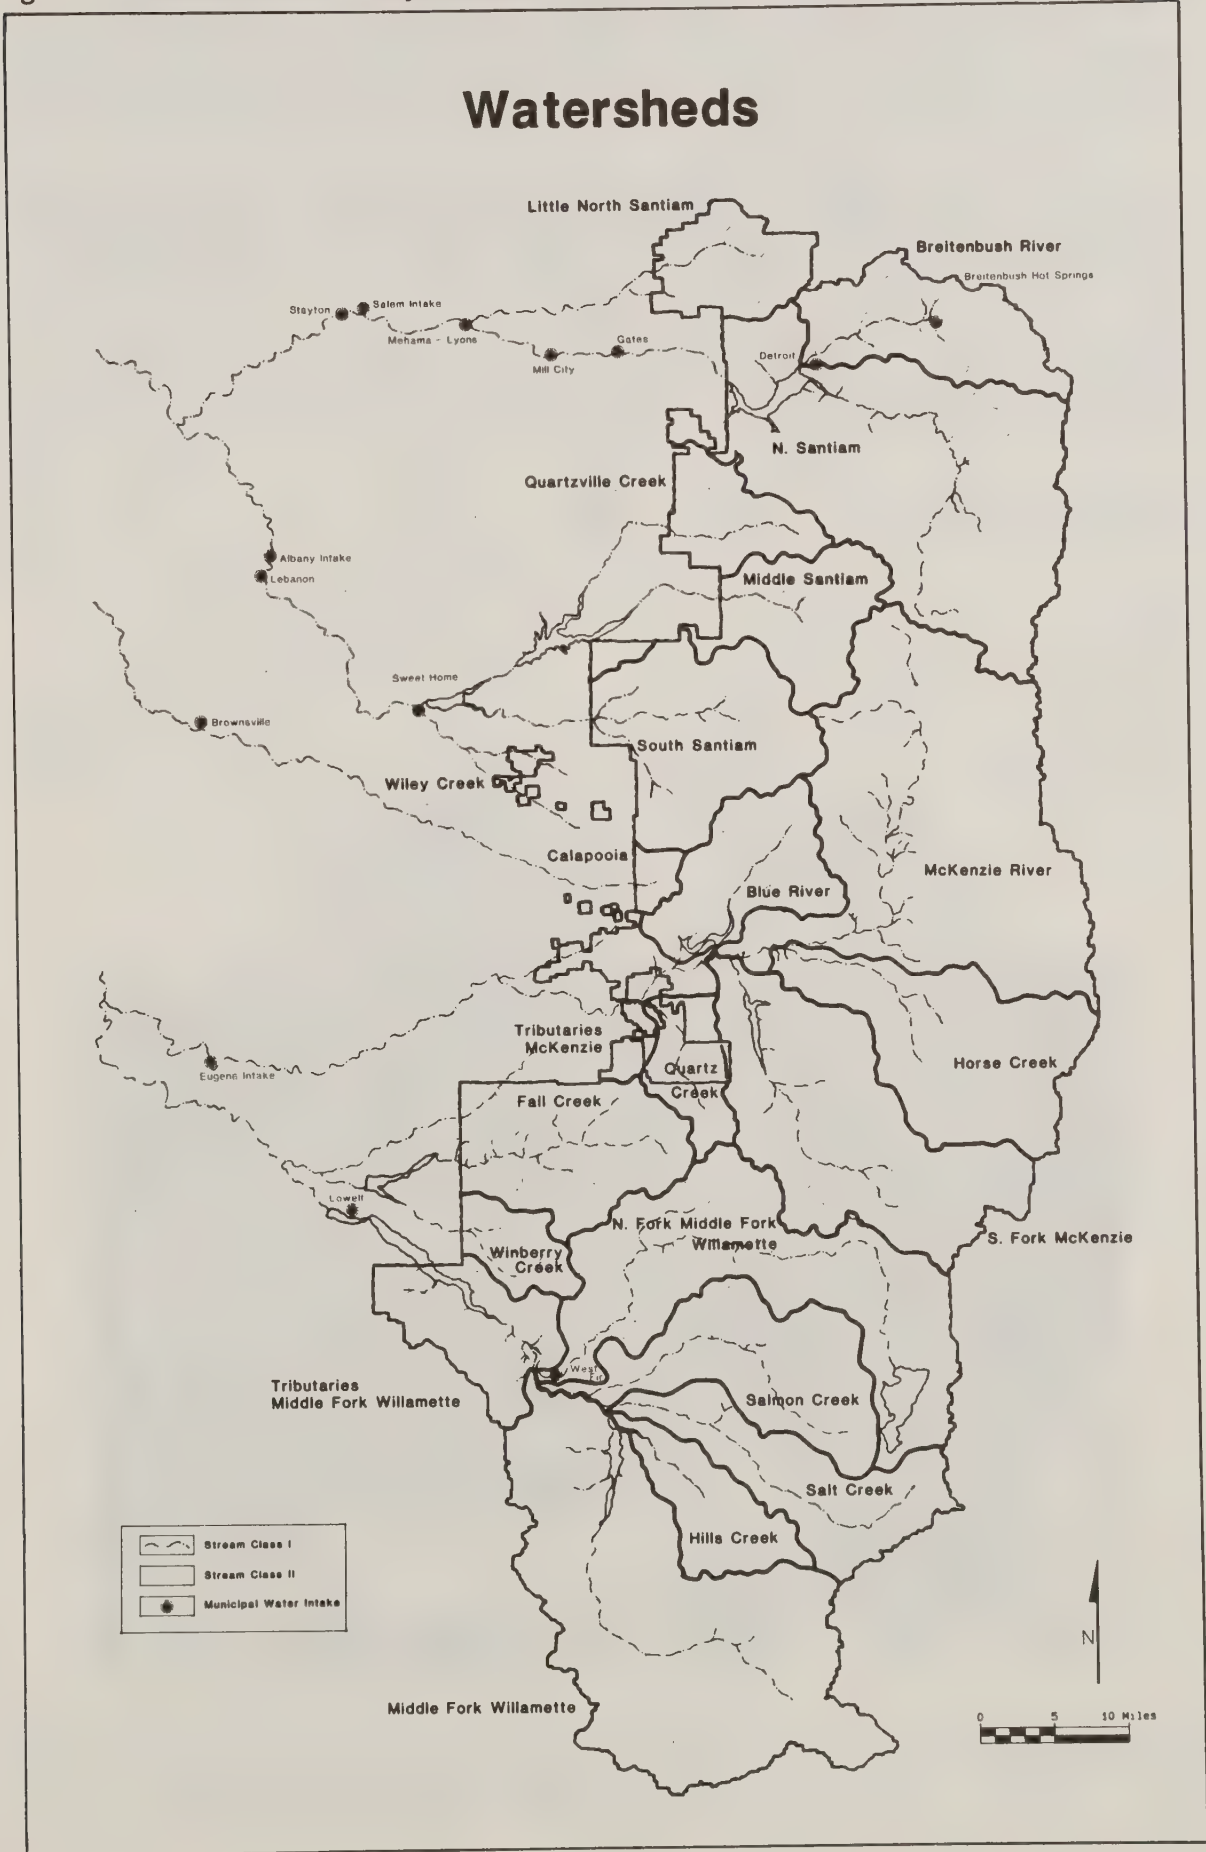 Watersheds
Little North Santiam
Breitenbush River
Breitenbush Hot Springs
Stayton
Salem Intake
Mehama - Lyons
Gates
Mill City
Detroit
N. Santiam
Quartzville Creek
Albany Intake
Lebanon
Middle Santiam
Sweet Home
Brownsville
South Santiam
Wiley Creek
Calapooia
McKenzie River
Blue River
Tributaries
McKenzie
Eugene Intake
Quartz
Creek
Horse Creek
Fall Creek
Lowell
N. Fork Middle Fork
Willamette
S. Fork McKenzie
Winberry
Creek
West
Tributaries
Middle Fork Willamette
Salmon Creek
Salt Creek
Hills Creek
Stream Class I
Stream Class II
Municipal Water Intake
N
Middle Fork Willamette
0 5 10 Miles